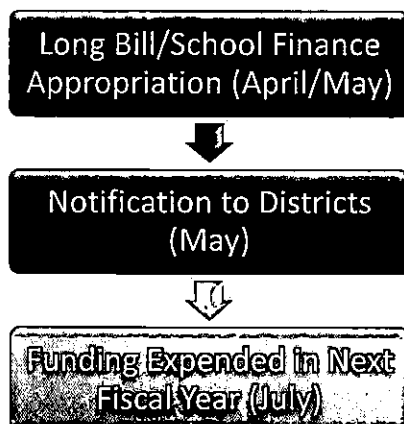 Long Bill/School Finance
Appropriation (April/May)
Notification to Districts
(May)
Funding Expended in Next
Fiscal Year (July)